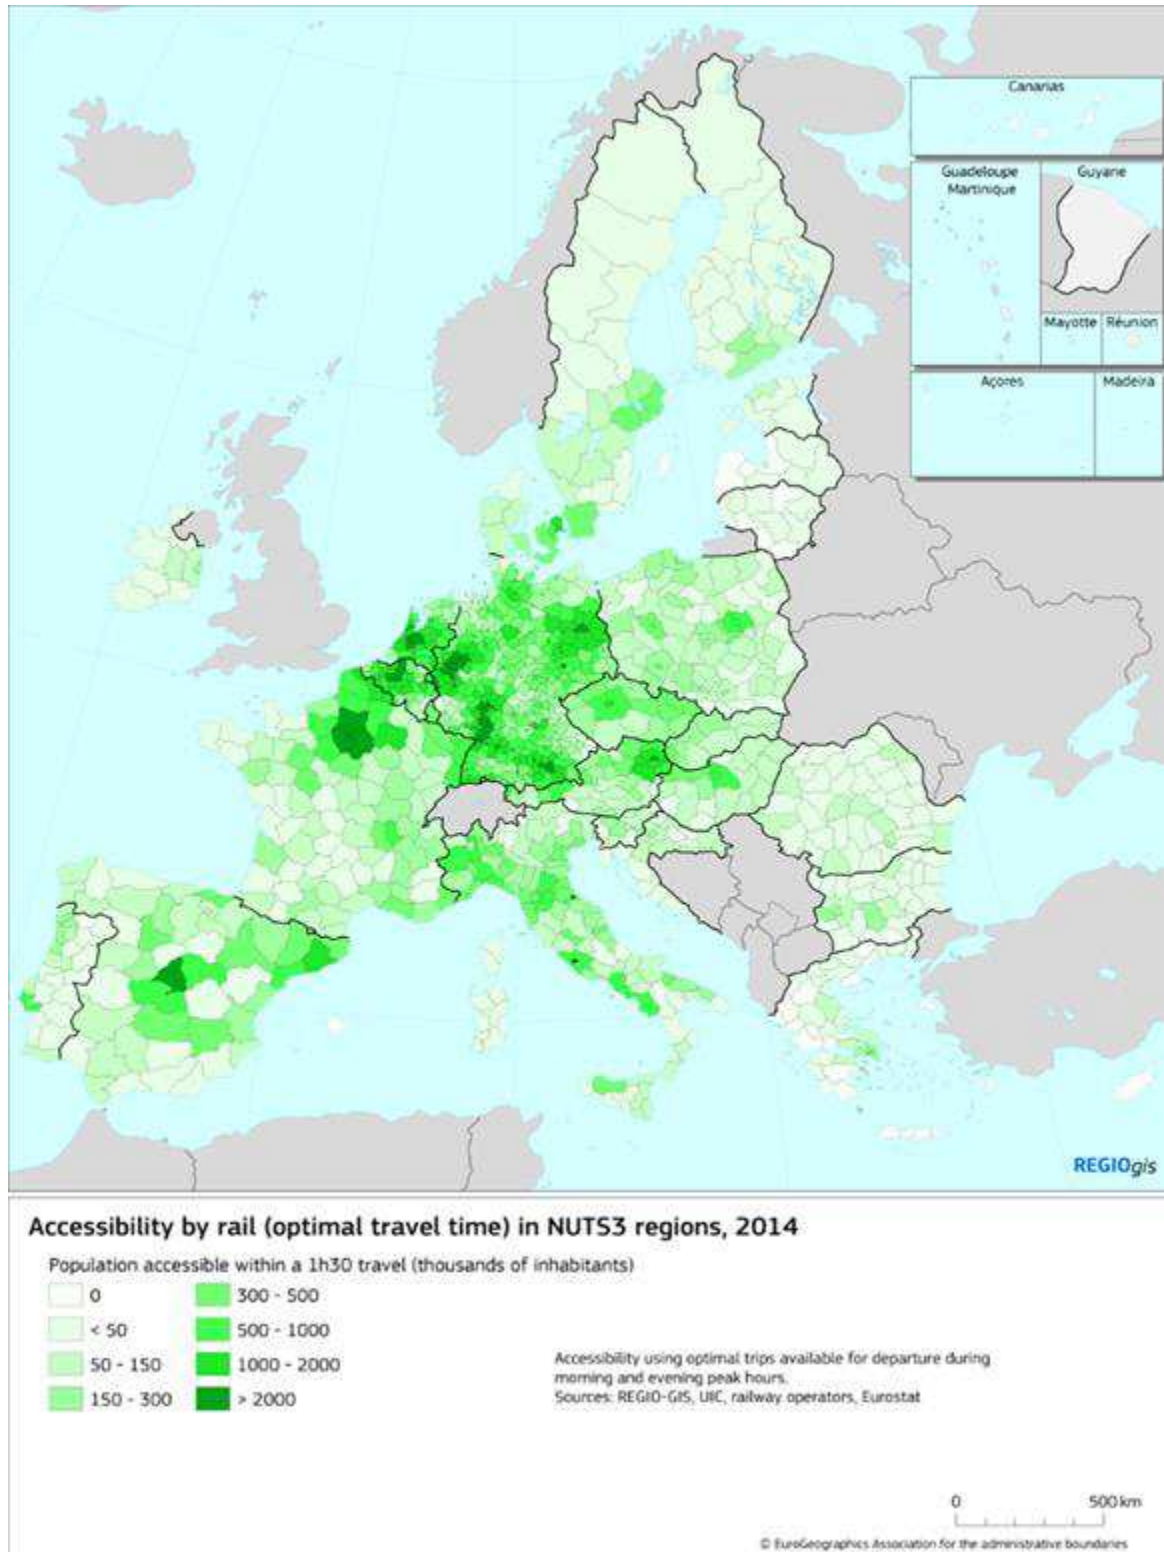 Canarias
Guadeloupe
Martinique
Guyane
Mayotte
Réunion
Açores
Madeira
REGIOgis
Accessibility by rail (optimal travel time) in NUTS3 regions, 2014
Population accessible within a 1h30 travel (thousands of inhabitants)
0
300 - 500
< 50
500 - 1000
50 - 150
1000 - 2000
150 - 300
> 2000
Accessibility using optimal trips available for departure during
morning and evening peak hours.
Sources: REGIO-GIS, UIC, railway operators, Eurostat
0
500 km
© EuroGeographics Association for the administrative boundaries